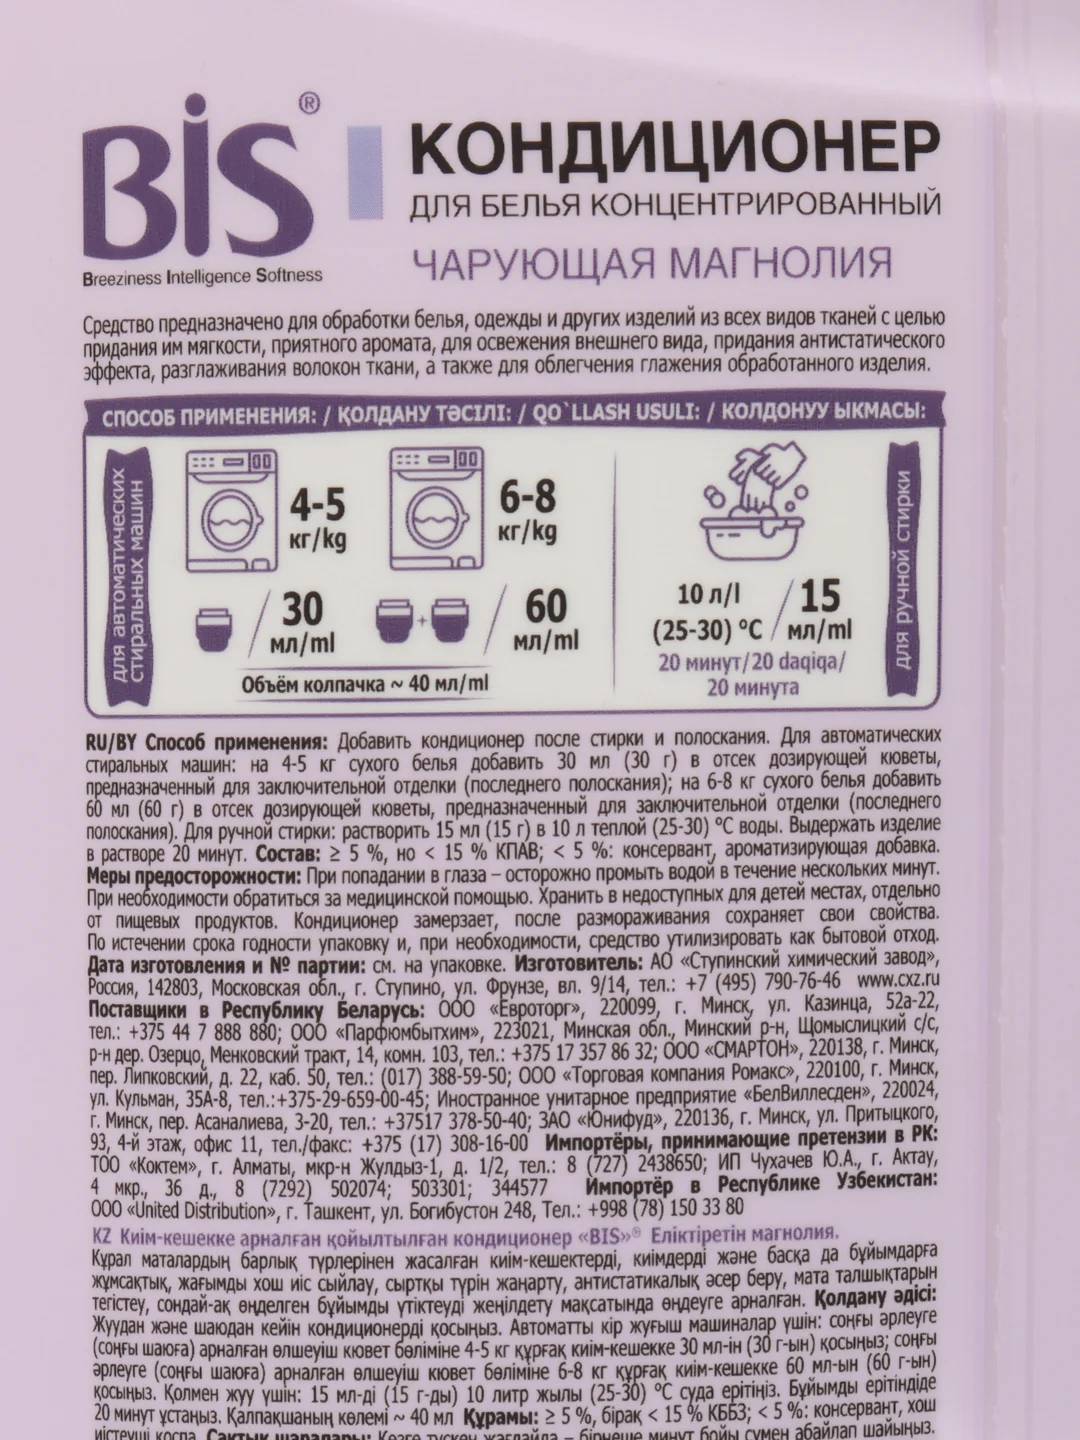 BiS®
Breeziness Intelligence Softness
КОНДИЦИОНЕР
ДЛЯ БЕЛЬЯ КОНЦЕНТРИРОВАННЫЙ
ЧАРУЮЩАЯ МАГНОЛИЯ
Средство предназначено для обработки белья, одежды и других изделий из всех видов тканей с целью
придания им мягкости, приятного аромата, для освежения внешнего вида, придания антистатического
эффекта, разглаживания волокон ткани, а также для облегчения глажения обработанного изделия.
СПОСОБ ПРИМЕНЕНИЯ: / ҚОЛДАНУ ТӘСІЛІ: / QO`LLASH USULI: / КОЛДОНУУ ЫКМАСЫ:
для автоматических
стиральных машин
4-5
кг/kg
6-8
кг/kg
30
мл/ml
+
60
мл/ml
Объём колпачка ~ 40 мл/ml
10 л/l
(25-30) °C
15
мл/ml
20 минут/20 daqiqa/
20 минута
для ручной стирки
RU/BY Способ применения: Добавить кондиционер после стирки и полоскания. Для автоматических
стиральных машин: на 4-5 кг сухого белья добавить 30 мл (30 г) в отсек дозирующей кюветы,
предназначенный для заключительной отделки (последнего полоскания); на 6-8 кг сухого белья добавить
60 мл (60 г) в отсек дозирующей кюветы, предназначенный для заключительной отделки (последнего
полоскания). Для ручной стирки: растворить 15 мл (15 г) в 10 л теплой (25-30) °C воды. Выдержать изделие
в растворе 20 минут. Состав: ≥ 5 %, но < 15 % КПАВ; < 5 %: консервант, ароматизирующая добавка.
Меры предосторожности: При попадании в глаза – осторожно промыть водой в течение нескольких минут.
При необходимости обратиться за медицинской помощью. Хранить в недоступных для детей местах, отдельно
от пищевых продуктов. Кондиционер замерзает, после размораживания сохраняет свои свойства.
По истечении срока годности упаковку и, при необходимости, средство утилизировать как бытовой отход.
Дата изготовления и № партии: см. на упаковке. Изготовитель: АО «Ступинский химический завод»,
Россия, 142803, Московская обл., г. Ступино, ул. Фрунзе, вл. 9/14, тел.: +7 (495) 790-76-46 www.cxz.ru
Поставщики в Республику Беларусь: ООО «Евроторг», 220099, г. Минск, ул. Казинца, 52а-22,
тел.: +375 44 7 888 880; ООО «Парфюмбытхим», 223021, Минская обл., Минский р-н, Щомыслицкий с/с,
р-н дер. Озерцо, Менковский тракт, 14, комн. 103, тел.: +375 17 357 86 32; ООО «СМАРТОН», 220138, г. Минск,
пер. Липковский, д. 22, каб. 50, тел.: (017) 388-59-50; ООО «Торговая компания Ромакс», 220100, г. Минск,
ул. Кульман, 35А-8, тел.:+375-29-659-00-45; Иностранное унитарное предприятие «БелВиллесден», 220024,
г. Минск, пер. Асаналиева, 3-20, тел.: +37517 378-50-40; ЗАО «Юнифуд», 220136, г. Минск, ул. Притыцкого,
93, 4-й этаж, офис 11, тел./факс: +375 (17) 308-16-00 Импортёры, принимающие претензии в РК:
ТОО «Коктем», г. Алматы, мкр-н Жулдыз-1, д. 1/2, тел.: 8 (727) 2438650; ИП Чухачев Ю.А., г. Актау,
4 мкр., 36 д., 8 (7292) 502074; 503301; 344577 Импортёр в Республике Узбекистан:
ООО «United Distribution», г. Ташкент, ул. Богибустон 248, Тел.: +998 (78) 150 33 80
KZ Киім-кешекке арналған қойылтылған кондиционер «BIS»® Еліктіретін магнолия.
Құрал маталардың барлық түрлерінен жасалған киім-кешектерді, киімдерді және басқа да бұйымдарға
жұмсақтық, жағымды хош иіс сыйлау, сыртқы түрін жаңарту, антистатикалық әсер беру, мата талшықтарын
тегістеу, сондай-ақ өңделген бұйымды үтіктеуді жеңілдету мақсатында өңдеуге арналған. Қолдану әдісі:
Жуудан және шаюдан кейін кондиционерді қосыңыз. Автоматты кір жуғыш машиналар үшін: соңғы әрлеуге
(соңғы шаюға) арналған өлшеуіш кювет бөліміне 4-5 кг құрғақ киім-кешекке 30 мл-ін (30 г-ын) қосыңыз; соңғы
әрлеуге (соңғы шаюға) арналған өлшеуіш кювет бөліміне 6-8 кг құрғақ киім-кешекке 60 мл-ын (60 г-ын)
қосыңыз. Қолмен жуу үшін: 15 мл-ді (15 г-ды) 10 литр жылы (25-30) °C суда ерітіңіз. Бұйымды ерітіндіде
20 минут ұстаңыз. Қалпақшаның көлемі ~ 40 мл Құрамы: ≥ 5 %, бірақ < 15 % КББЗ; < 5 %: консервант, хош
иістеуші қоспа. Сақтық шаралары: Көзге түскен жағдайда – бірнеше минут бойы сумен абайлап шайыңыз.